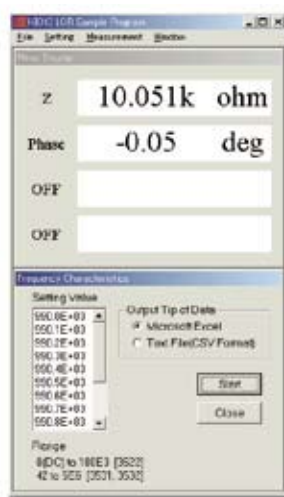 HIOKI LCR Sample Program
File Setting Measurement Window
Z 10.051k ohm
Phase -0.05 deg
OFF
OFF
Frequency Characteristics
Setting Value
990.0E+03
990.1E+03
990.2E+03
990.3E+03
990.4E+03
990.5E+03
990.6E+03
990.7E+03
990.8E+03
Output Tip of Data
Microsoft Excel
Text File(CSV Format)
Start
Close
Range
0(DC) to 100E3 [3522]
42 to 5E6 [3531, 3532]